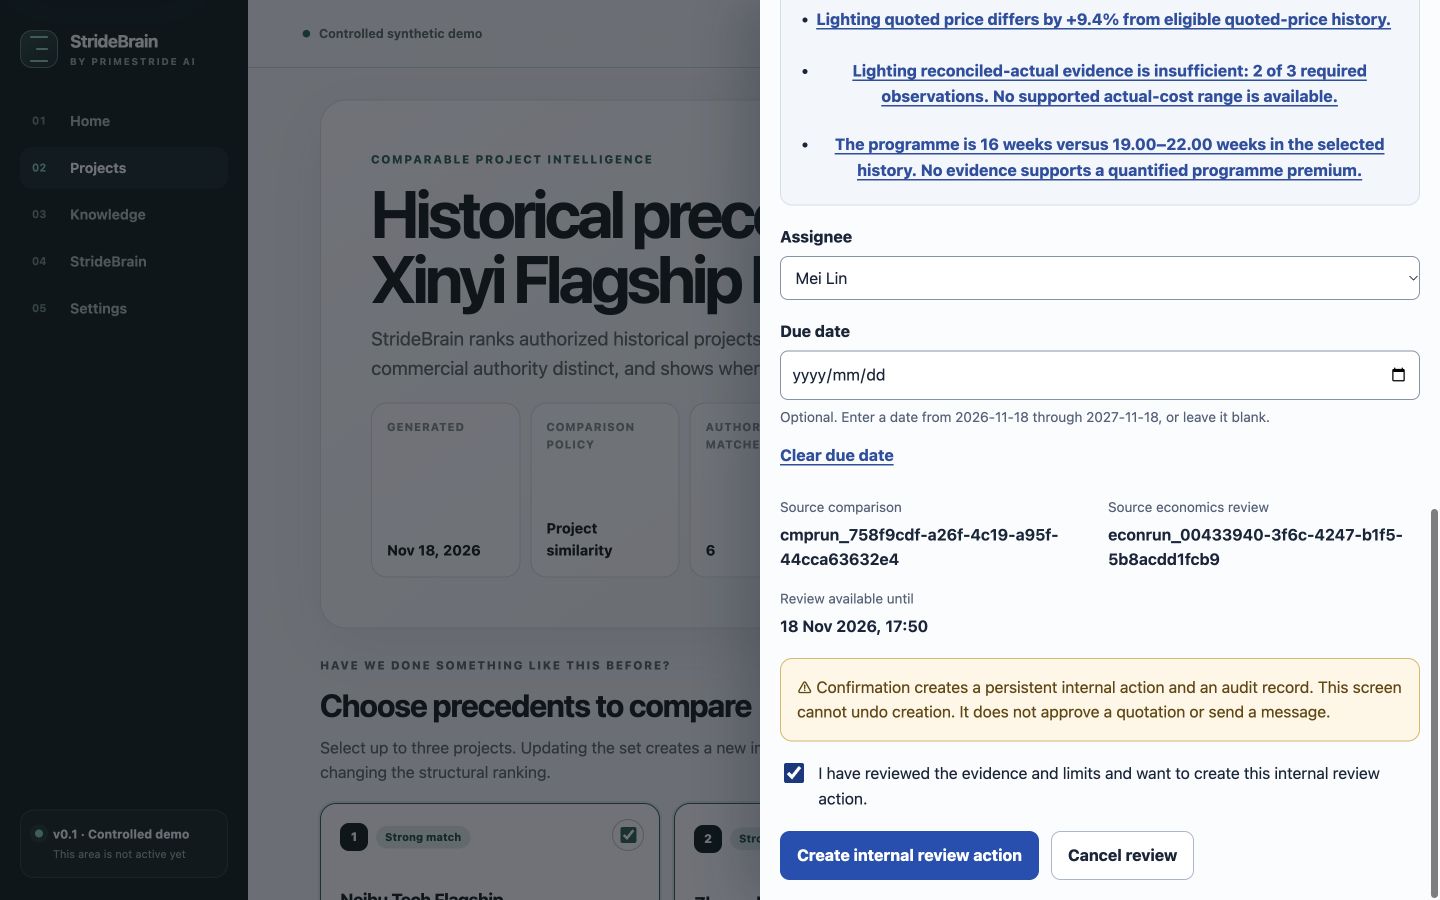 StrideBrain
BY PRIMESTRIDE AI
01 Home
02 Projects
03 Knowledge
04 StrideBrain
05 Settings
v0.1 · Controlled demo
This area is not active yet
Controlled synthetic demo
COMPARABLE PROJECT INTELLIGENCE
Historical prec
Xinyi Flagship
StrideBrain ranks authorized historical projects
commercial authority distinct, and shows wher
GENERATED
Nov 18, 2026
COMPARISON
POLICY
Project
similarity
AUTHOR
MATCHE
6
HAVE WE DONE SOMETHING LIKE THIS BEFORE?
Choose precedents to compare
Select up to three projects. Updating the set creates a new i
changing the structural ranking.
1 Strong match
2 Stro
Neihu Tech Flagship
• Lighting quoted price differs by +9.4% from eligible quoted-price history.
• Lighting reconciled-actual evidence is insufficient: 2 of 3 required
observations. No supported actual-cost range is available.
• The programme is 16 weeks versus 19.00–22.00 weeks in the selected
history. No evidence supports a quantified programme premium.
Assignee
Mei Lin
Due date
yyyy/mm/dd
Optional. Enter a date from 2026-11-18 through 2027-11-18, or leave it blank.
Clear due date
Source comparison
cmprun_758f9cdf-a26f-4c19-a95f-
44cca63632e4
Source economics review
econrun_00433940-3f6c-4247-b1f5-
5b8acdd1fcb9
Review available until
18 Nov 2026, 17:50
⚠ Confirmation creates a persistent internal action and an audit record. This screen
cannot undo creation. It does not approve a quotation or send a message.
I have reviewed the evidence and limits and want to create this internal review
action.
Create internal review action
Cancel review